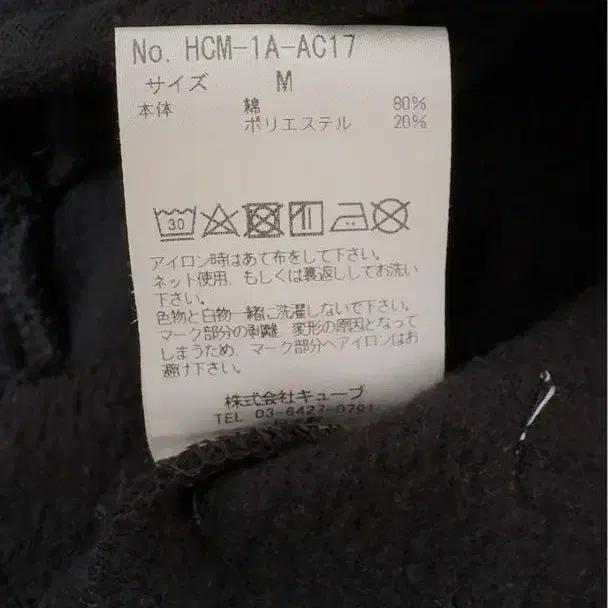 No. HCM-1A-AC17
サイズ M
本体 綿 80%
ポリエステル 20%
30
アイロン時はあて布をして下さい。
ネット使用、もしくは裏返ししてお洗い
下さい。
色物と白物一緒に洗濯しないで下さい。
マーク部分の剥離、変形の原因となって
しまうため、マーク部分へアイロンはお
避け下さい。
株式会社キューブ
TEL 03-6427-0791